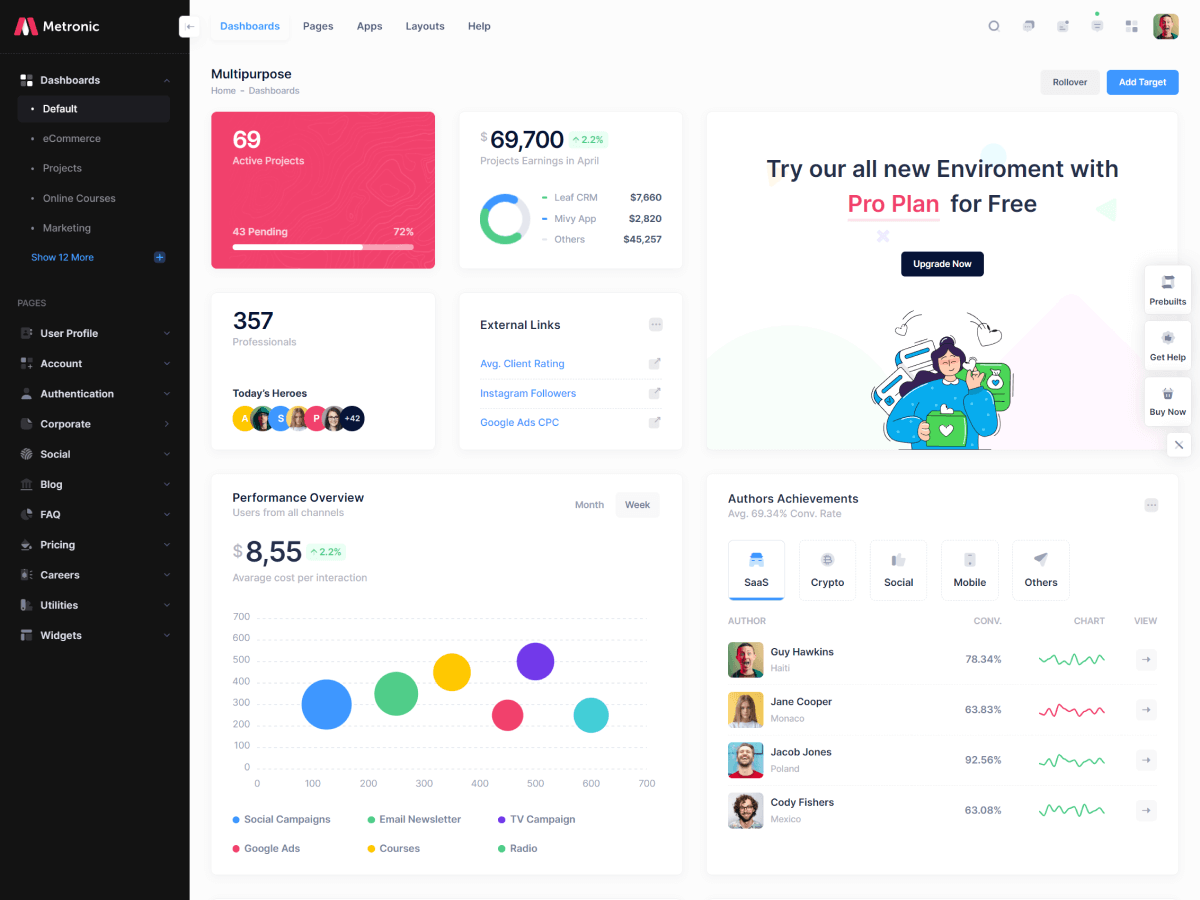 Metronic
Dashboards
Default
eCommerce
Projects
Online Courses
Marketing
Show 12 More
PAGES
User Profile
Account
Authentication
Corporate
Social
Blog
FAQ
Pricing
Careers
Utilities
Widgets
Dashboards Pages Apps Layouts Help
Multipurpose
Home - Dashboards
Rollover Add Target
69
Active Projects
43 Pending 72%
$ 69,700 2.2%
Projects Earnings in April
Leaf CRM $7,660
Mivy App $2,820
Others $45,257
Try our all new Enviroment with
Pro Plan for Free
Upgrade Now
357
Professionals
Today's Heroes
A S P +42
External Links
Avg. Client Rating
Instagram Followers
Google Ads CPC
Prebuilts
Get Help
Buy Now
Performance Overview
Users from all channels
Month Week
$ 8,55 2.2%
Avarage cost per interaction
700
600
500
400
300
200
100
0
0 100 200 300 400 500 600 700
Social Campaigns Email Newsletter TV Campaign
Google Ads Courses Radio
Authors Achievements
Avg. 69.34% Conv. Rate
SaaS Crypto Social Mobile Others
AUTHOR CONV. CHART VIEW
Guy Hawkins
Haiti
78.34%
Jane Cooper
Monaco
63.83%
Jacob Jones
Poland
92.56%
Cody Fishers
Mexico
63.08%